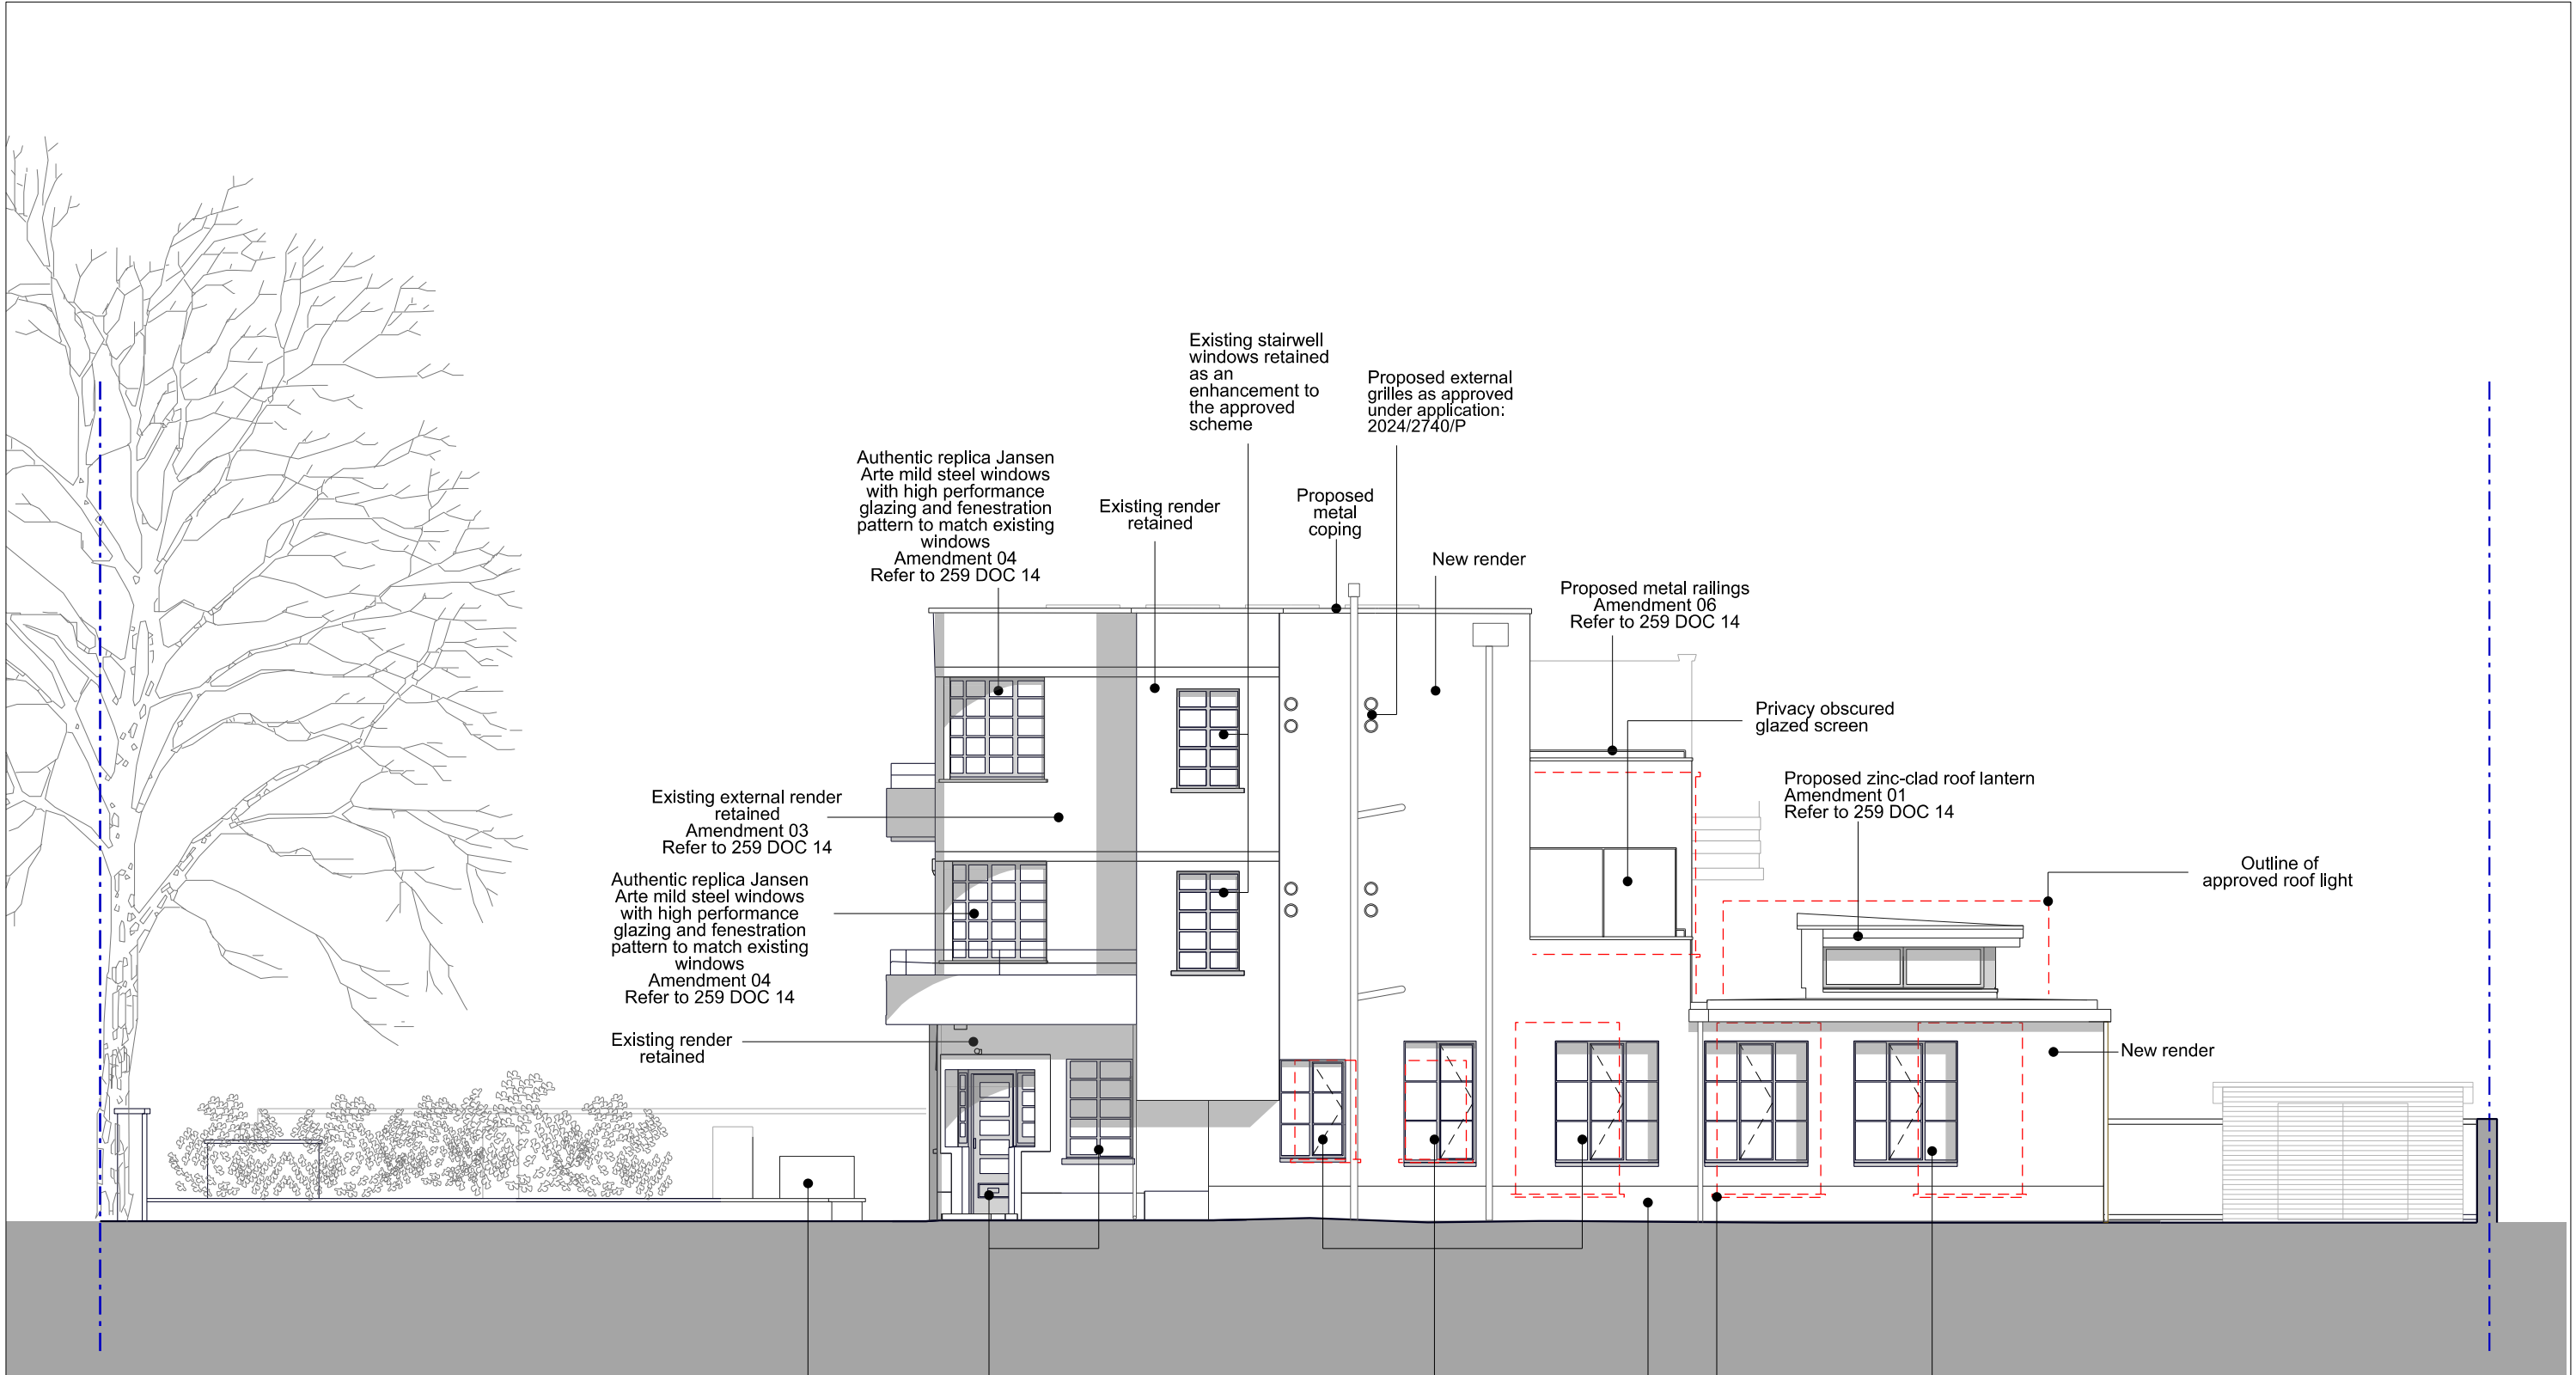 Existing stairwell
windows retained
as an
enhancement to
the approved
scheme
Proposed external
grilles as approved
under application:
2024/2740/P
Authentic replica Jansen
Arte mild steel windows
with high performance
glazing and fenestration
pattern to match existing
windows
Amendment 04
Refer to 259 DOC 14
Existing render
retained
Proposed
metal
coping
New render
Proposed metal railings
Amendment 06
Refer to 259 DOC 14
Privacy obscured
glazed screen
Proposed zinc-clad roof lantern
Amendment 01
Refer to 259 DOC 14
Existing external render
retained
Amendment 03
Refer to 259 DOC 14
Outline of
approved roof light
Authentic replica Jansen
Arte mild steel windows
with high performance
glazing and fenestration
pattern to match existing
windows
Amendment 04
Refer to 259 DOC 14
Existing render
retained
New render